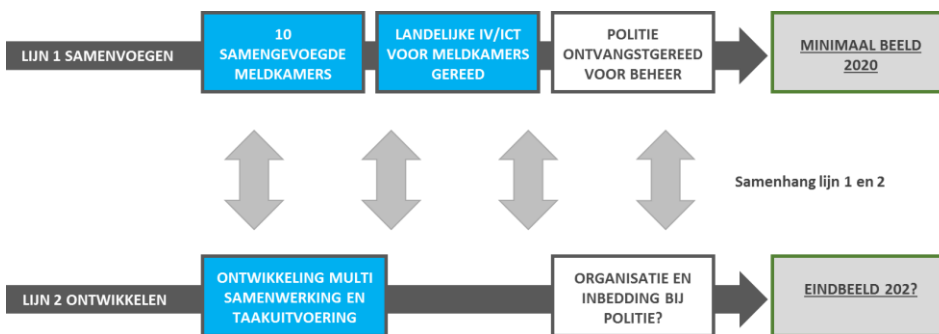 LIJN 1 SAMENVOEGEN
10
SAMENGEVOEGDE
MELDKAMERS
LANDELIJKE IV/ICT
VOOR MELDKAMERS
GEREED
POLITIE
ONTVANGSTGEREED
VOOR BEHEER
MINIMAAL BEELD
2020
Samenhang lijn 1 en 2
LIJN 2 ONTWIKKELEN
ONTWIKKELING MULTI
SAMENWERKING EN
TAAKUITVOERING
ORGANISATIE EN
INBEDDING BIJ
POLITIE?
EINDBEELD 202?